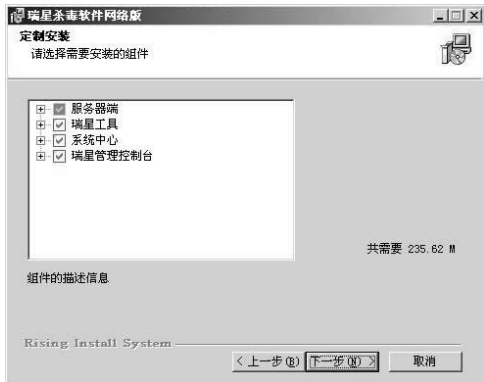 瑞星杀毒软件网络版
定制安装
请选择需要安装的组件
服务器端
瑞星工具
系统中心
瑞星管理控制台
共需要 235.62 M
组件的描述信息
Rising Install System
< 上一步(B) 下一步(N) > 取消